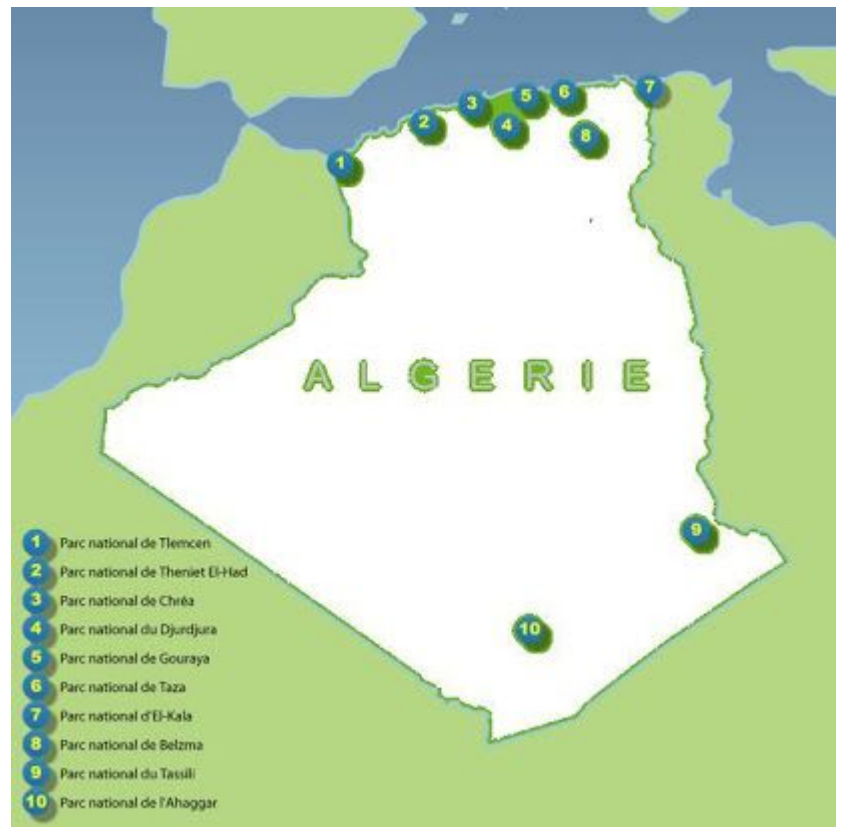 3
5
6
7
2
4
8
1
A L G E R I E
9
10
1 Parc national de Tlemcen
2 Parc national de Theniet El-Had
3 Parc national de Chréa
4 Parc national du Djurdjura
5 Parc national de Gouraya
6 Parc national de Taza
7 Parc national d'El-Kala
8 Parc national de Belzma
9 Parc national du Tassili
10 Parc national de l'Ahaggar